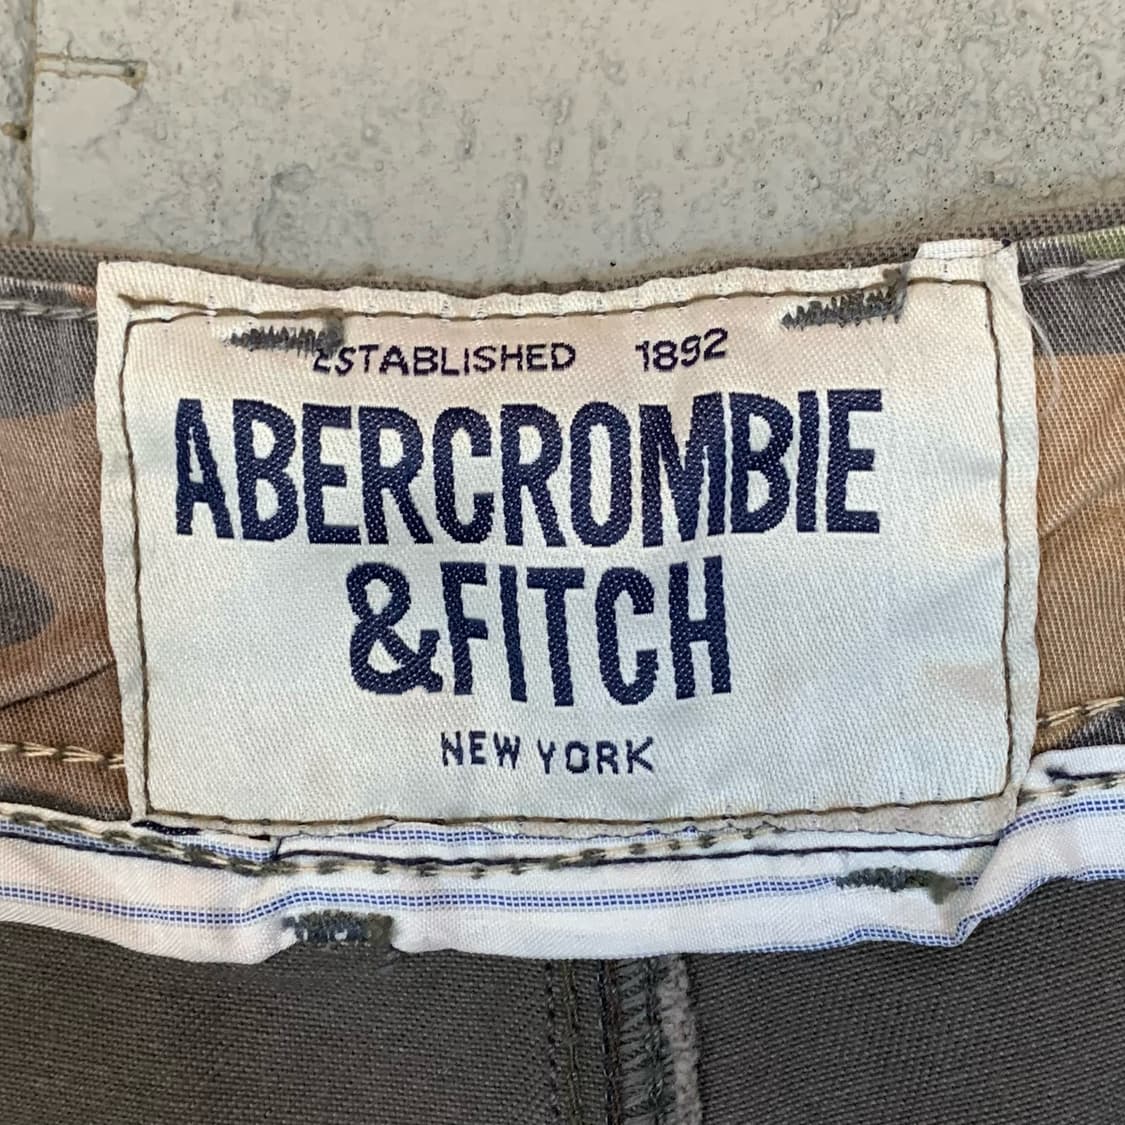 ESTABLISHED 1892
ABERCROMBIE
&FITCH
NEW YORK